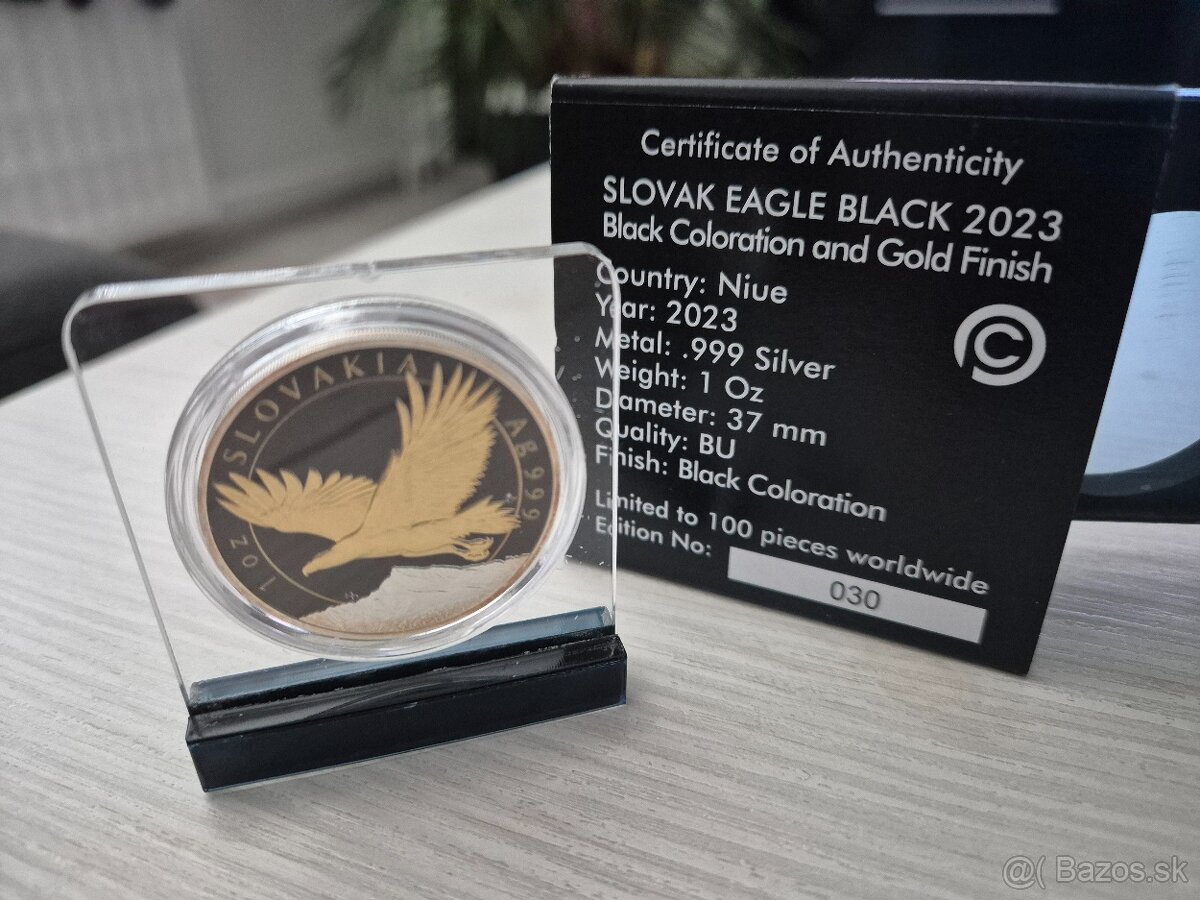 SLOVAKIA
Ag 999
1 oz
Certificate of Authenticity
SLOVAK EAGLE BLACK 2023
Black Coloration and Gold Finish
Country: Niue
Year: 2023
Metal: .999 Silver
Weight: 1 Oz
Diameter: 37 mm
Quality: BU
Finish: Black Coloration
Limited to 100 pieces worldwide
Edition No:
030
@( Bazos.sk